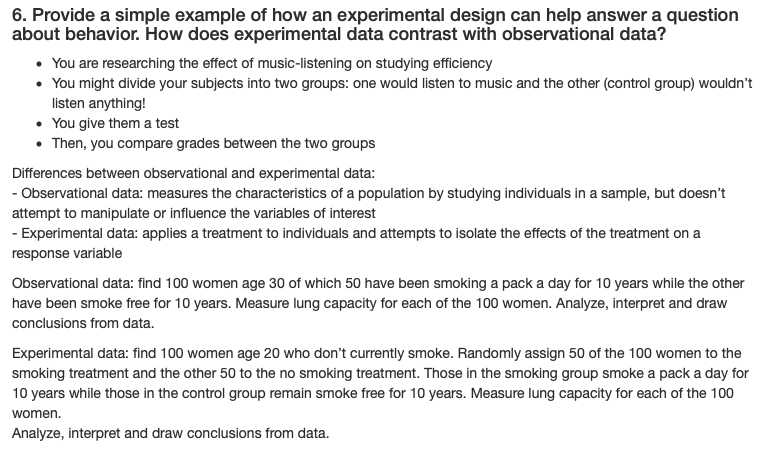 6. Provide a simple example of how an experimental design can help answer a question
about behavior. How does experimental data contrast with observational data?
• You are researching the effect of music-listening on studying efficiency
• You might divide your subjects into two groups: one would listen to music and the other (control group) wouldn’t
listen anything!
• You give them a test
• Then, you compare grades between the two groups
Differences between observational and experimental data:
- Observational data: measures the characteristics of a population by studying individuals in a sample, but doesn’t
attempt to manipulate or influence the variables of interest
- Experimental data: applies a treatment to individuals and attempts to isolate the effects of the treatment on a
response variable
Observational data: find 100 women age 30 of which 50 have been smoking a pack a day for 10 years while the other
have been smoke free for 10 years. Measure lung capacity for each of the 100 women. Analyze, interpret and draw
conclusions from data.
Experimental data: find 100 women age 20 who don’t currently smoke. Randomly assign 50 of the 100 women to the
smoking treatment and the other 50 to the no smoking treatment. Those in the smoking group smoke a pack a day for
10 years while those in the control group remain smoke free for 10 years. Measure lung capacity for each of the 100
women.
Analyze, interpret and draw conclusions from data.